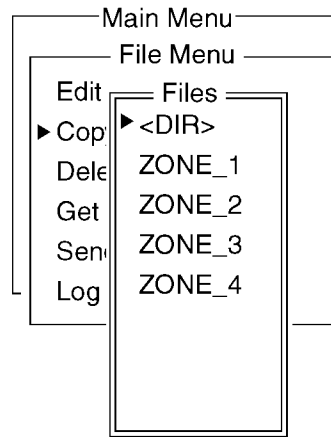 Main Menu
File Menu
Edit
Files
Cop
▶<DIR>
Dele
ZONE_1
Get
ZONE_2
Sen
ZONE_3
Log
ZONE_4